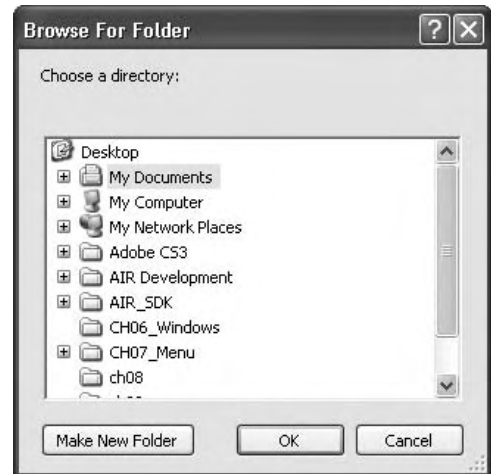 Browse For Folder
Choose a directory:
Desktop
My Documents
My Computer
My Network Places
Adobe CS3
AIR Development
AIR_SDK
CH06_Windows
CH07_Menu
ch08
Make New Folder
OK
Cancel